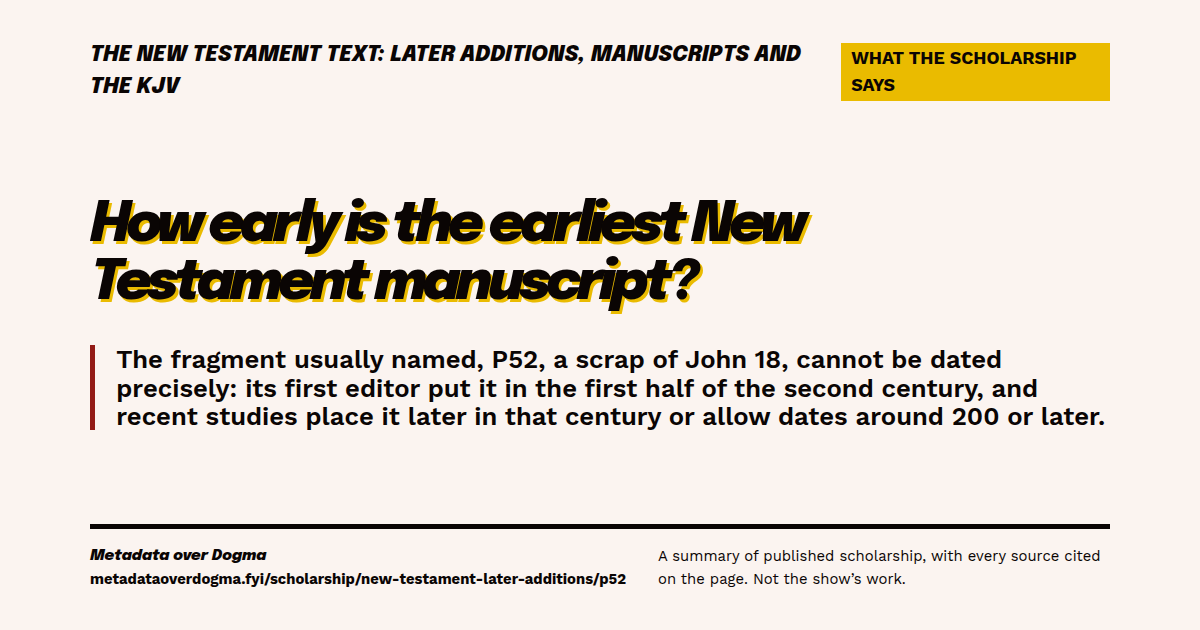 THE NEW TESTAMENT TEXT: LATER ADDITIONS, MANUSCRIPTS AND
THE KJV
WHAT THE SCHOLARSHIP
SAYS
How early is the earliest New
Testament manuscript?
The fragment usually named, P52, a scrap of John 18, cannot be dated
precisely: its first editor put it in the first half of the second century, and
recent studies place it later in that century or allow dates around 200 or later.
Metadata over Dogma
metadataoverdogma.fyi/scholarship/new-testament-later-additions/p52
A summary of published scholarship, with every source cited
on the page. Not the show’s work.